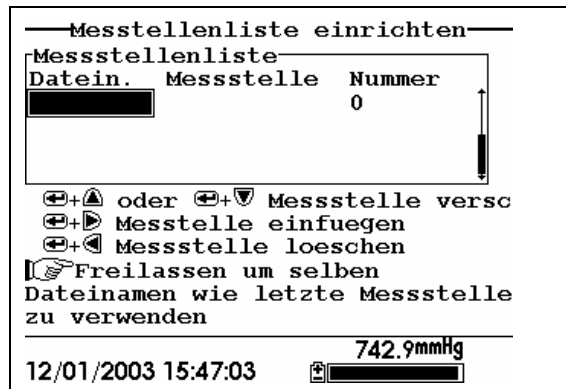 Messtellenliste einrichten
Messstellenliste
Datein. Messstelle Nummer
0
+ oder + Messstelle versc
+ Messtelle einfuegen
+ Messstelle loeschen
Freilassen um selben
Dateinamen wie letzte Messstelle
zu verwenden
742.9mmHg
12/01/2003 15:47:03